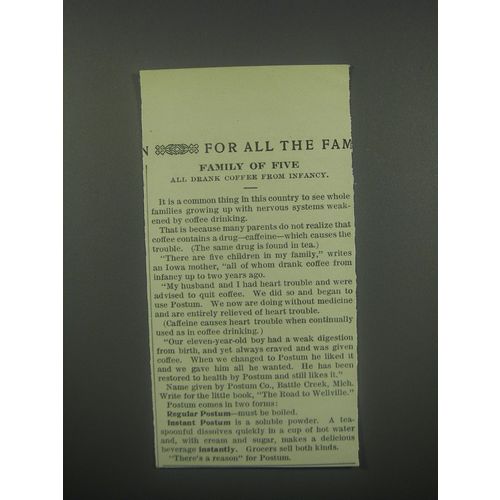 N FOR ALL THE FAM
FAMILY OF FIVE
ALL DRANK COFFEE FROM INFANCY.
It is a common thing in this country to see whole
families growing up with nervous systems weak-
ened by coffee drinking.
That is because many parents do not realize that
coffee contains a drug—caffeine—which causes the
trouble. (The same drug is found in tea.)
"There are five children in my family," writes
an Iowa mother, "all of whom drank coffee from
infancy up to two years ago.
"My husband and I had heart trouble and were
advised to quit coffee. We did so and began to
use Postum. We now are doing without medicine
and are entirely relieved of heart trouble.
(Caffeine causes heart trouble when continually
used as in coffee drinking.)
"Our eleven-year-old boy had a weak digestion
from birth, and yet always craved and was given
coffee. When we changed to Postum he liked it
and we gave him all he wanted. He has been
restored to health by Postum and still likes it."
Name given by Postum Co., Battle Creek, Mich.
Write for the little book, "The Road to Wellville."
Postum comes in two forms:
Regular Postum—must be boiled.
Instant Postum is a soluble powder. A tea-
spoonful dissolves quickly in a cup of hot water
and, with cream and sugar, makes a delicious
beverage instantly. Grocers sell both kinds.
"There's a reason" for Postum.